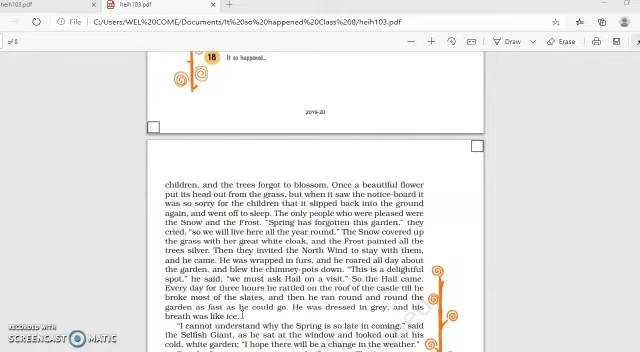 heih103.pdf
heih103.pdf
File | C:/Users/WEL%20COME/Documents/It%20so%20happened%20Class%208/heih103.pdf
of 8
Draw
Erase
18 It so happened...
2019-20
children, and the trees forgot to blossom. Once a beautiful flower
put its head out from the grass, but when it saw the notice-board it
was so sorry for the children that it slipped back into the ground
again, and went off to sleep. The only people who were pleased were
the Snow and the Frost. "Spring has forgotten this garden," they
cried, "so we will live here all the year round." The Snow covered up
the grass with her great white cloak, and the Frost painted all the
trees silver. Then they invited the North Wind to stay with them,
and he came. He was wrapped in furs, and he roared all day about
the garden, and blew the chimney-pots down. "This is a delightful
spot," he said, "we must ask Hail on a visit." So the Hail came.
Every day for three hours he rattled on the roof of the castle till he
broke most of the slates, and then he ran round and round the
garden as fast as he could go. He was dressed in grey, and his
breath was like ice.
"I cannot understand why the Spring is so late in coming," said
the Selfish Giant, as he sat at the window and looked out at his
cold, white garden; "I hope there will be a change in the weather."
RECORDED WITH
SCREENCAST MATIC